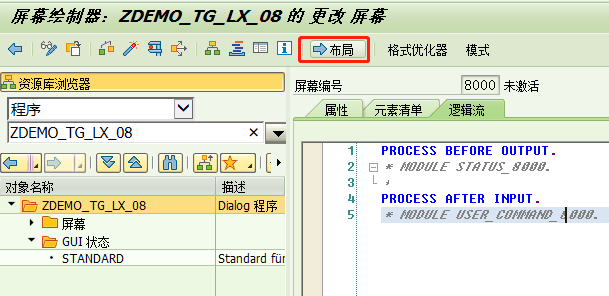 屏幕绘制器：ZDEMO_TG_LX_08 的 更改 屏幕
布局 格式优化器 模式
资源库浏览器
程序
ZDEMO_TG_LX_08
对象名称 描述
ZDEMO_TG_LX_08 Dialog 程序
屏幕
GUI 状态
STANDARD Standard für
屏幕编号 8000 未激活
属性 元素清单 逻辑流
1 PROCESS BEFORE OUTPUT.
2 * MODULE STATUS_8000.
3
4 PROCESS AFTER INPUT.
5 * MODULE USER_COMMAND_8000.